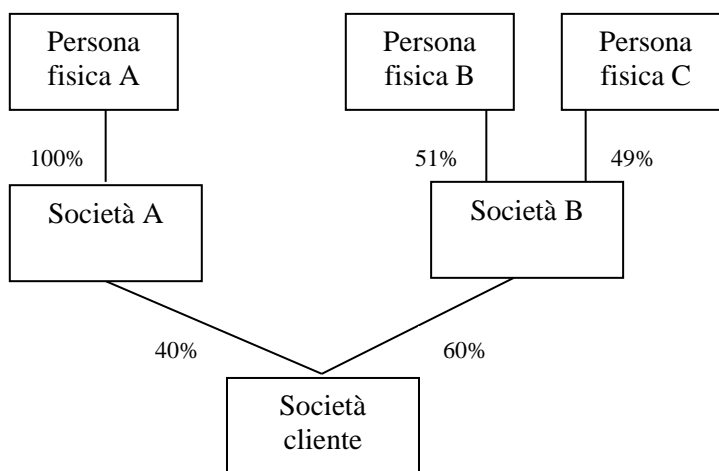 Persona
fisica A
Persona
fisica B
Persona
fisica C
100%
51%
49%
Società A
Società B
40%
60%
Società
cliente